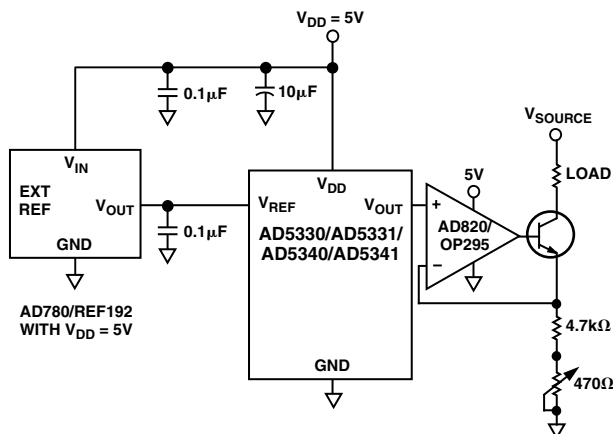 V_DD = 5V
0.1µF
10µF
V_SOURCE
LOAD
V_IN
EXT
REF
V_OUT
GND
0.1µF
V_REF
V_DD
V_OUT
AD5330/AD5331/
AD5340/AD5341
GND
5V
+
–
AD820/
OP295
4.7kΩ
470Ω
AD780/REF192
WITH V_DD = 5V